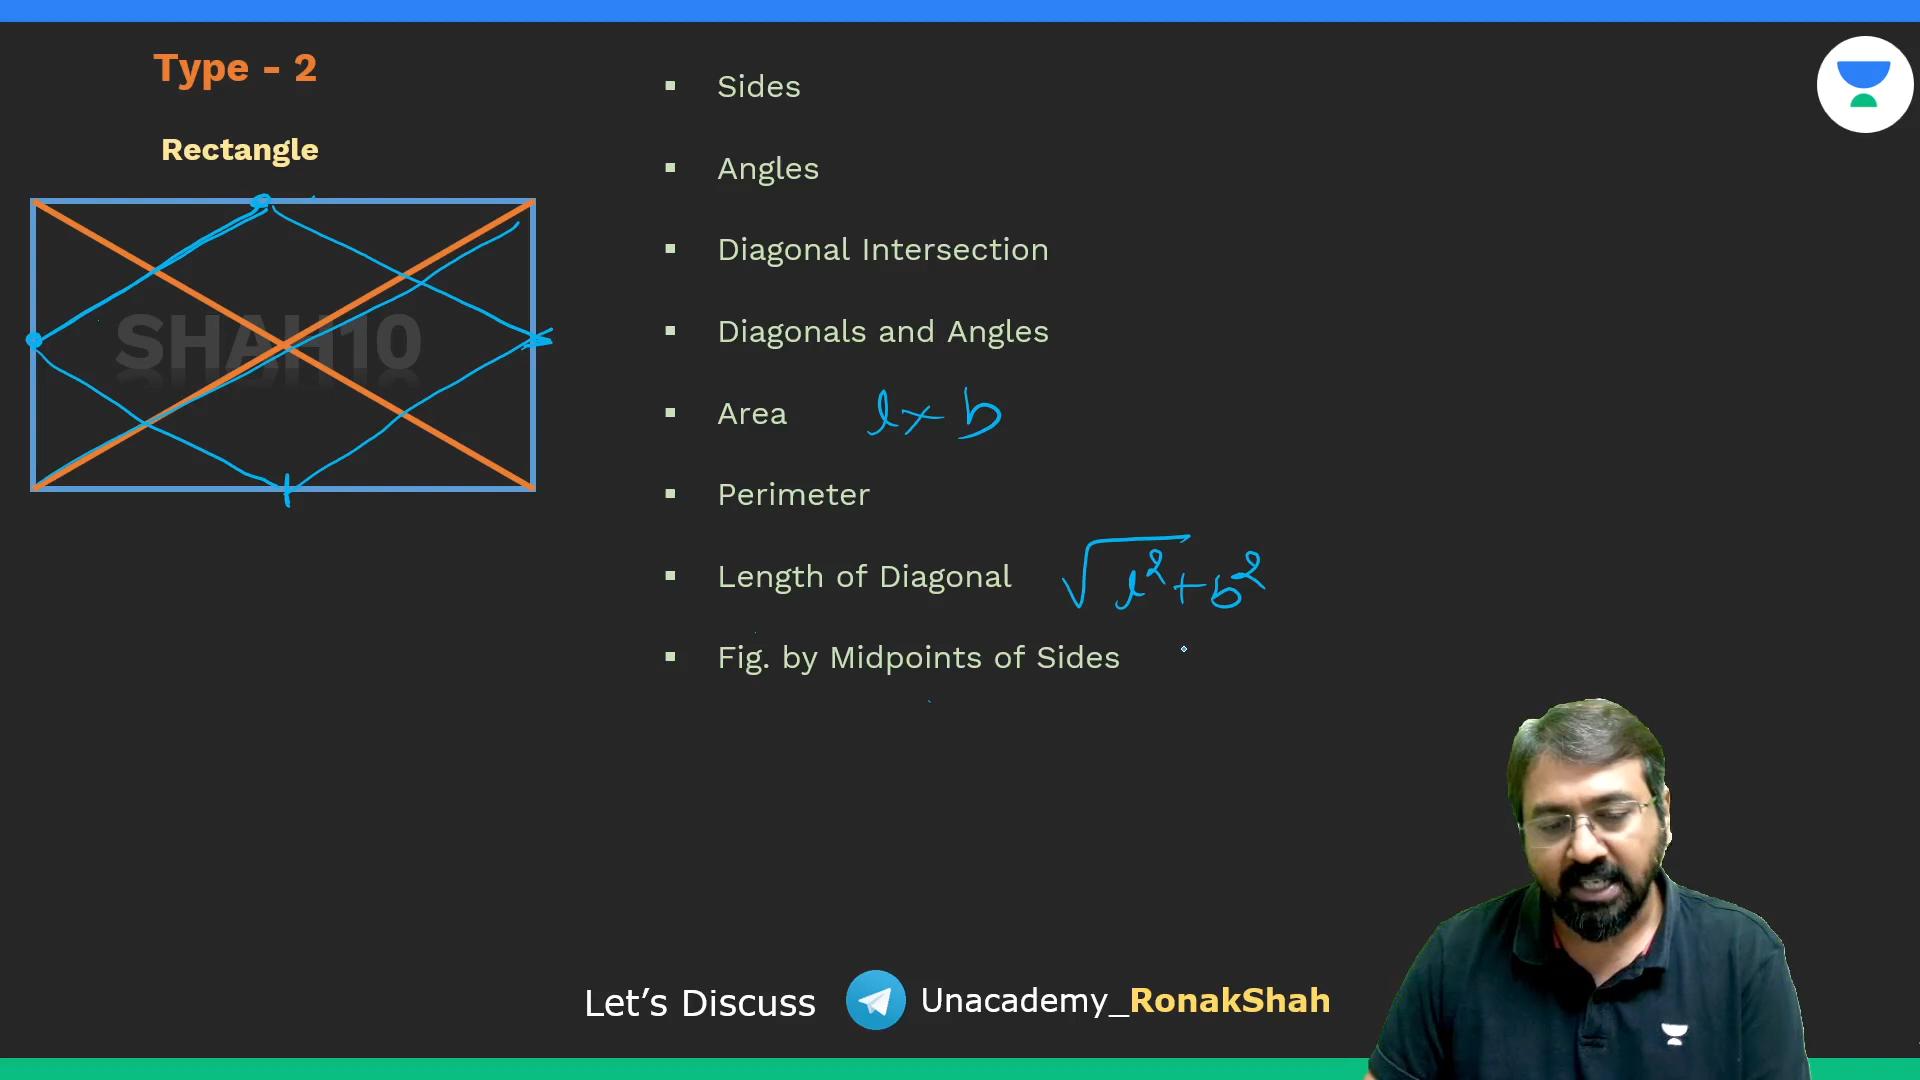 Type - 2
Rectangle
SHAH10
▪ Sides
▪ Angles
▪ Diagonal Intersection
▪ Diagonals and Angles
▪ Area l × b
▪ Perimeter
▪ Length of Diagonal √l²+b²
▪ Fig. by Midpoints of Sides
Let’s Discuss Unacademy_RonakShah